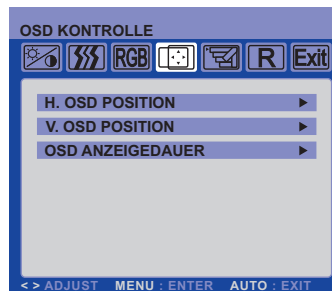 OSD KONTROLLE
RGB R Exit
H. OSD POSITION
V. OSD POSITION
OSD ANZEIGEDAUER
< > ADJUST MENU : ENTER AUTO : EXIT